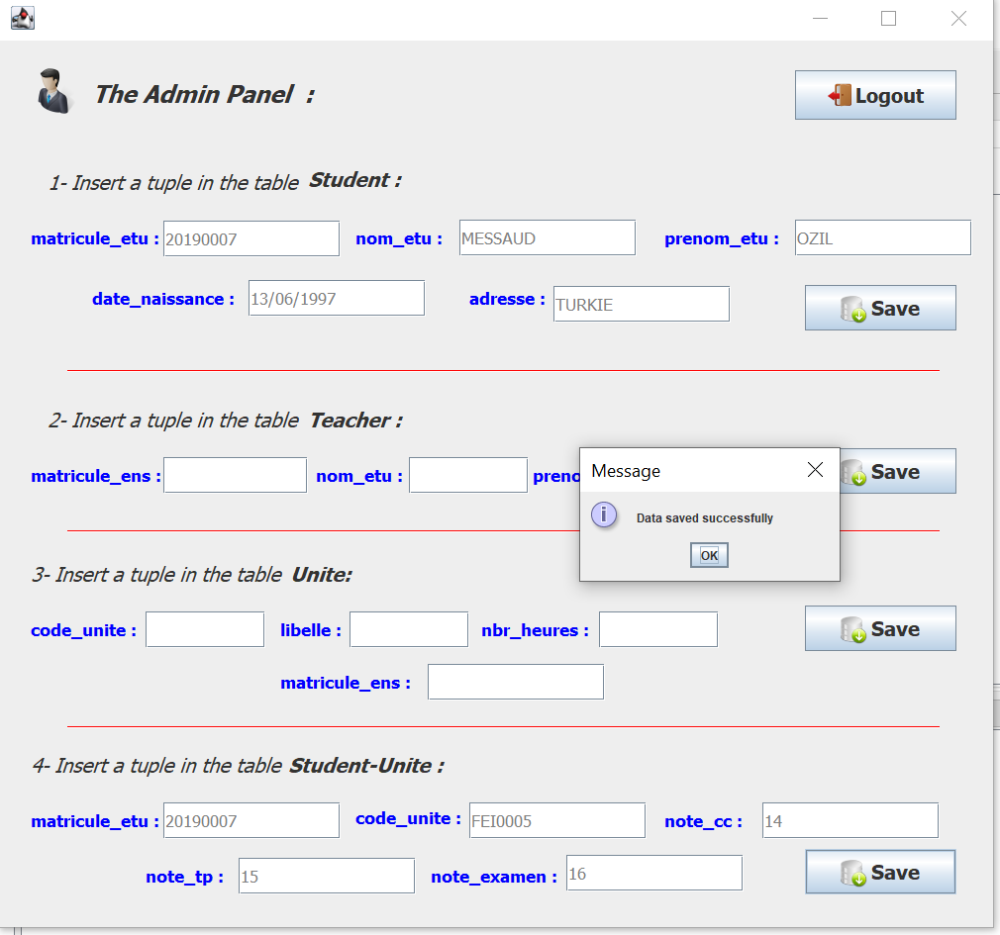 The Admin Panel :
Logout
1- Insert a tuple in the table Student :
matricule_etu : 20190007 nom_etu : MESSAUD prenom_etu : OZIL
date_naissance : 13/06/1997 adresse : TURKIE Save
2- Insert a tuple in the table Teacher :
matricule_ens : nom_etu : preno Save
Message
Data saved successfully
OK
3- Insert a tuple in the table Unite:
code_unite : libelle : nbr_heures : Save
matricule_ens :
4- Insert a tuple in the table Student-Unite :
matricule_etu : 20190007 code_unite : FEI0005 note_cc : 14
note_tp : 15 note_examen : 16 Save